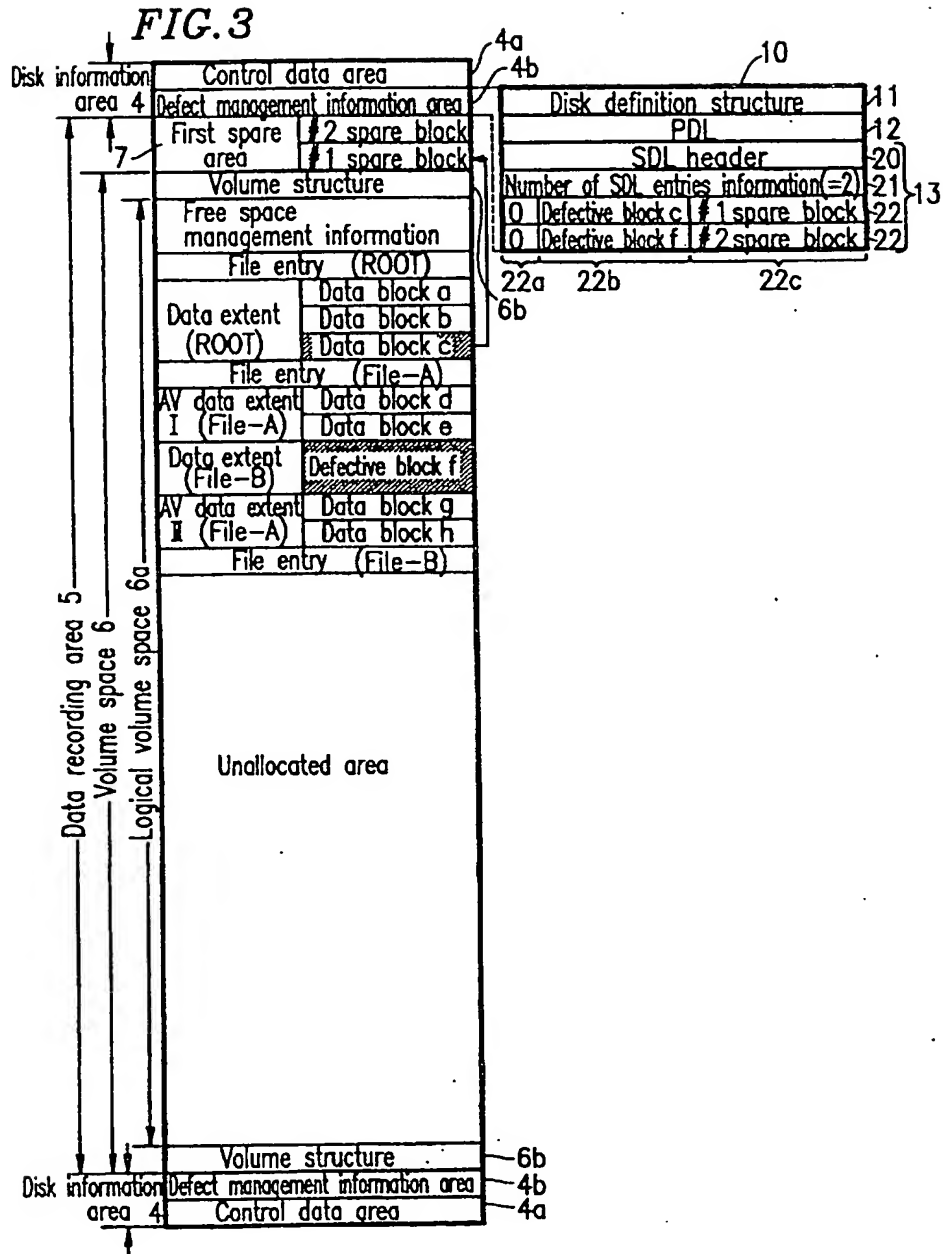 FIG.3
Disk information area 4
Control data area
4a
Defect management information area
4b
7
First spare area
# 2 spare block
# 1 spare block
Volume structure
6b
Free space management information
File entry (ROOT)
Data extent (ROOT)
Data block a
Data block b
Data block c
File entry (File-A)
AV data extent I (File-A)
Data block d
Data block e
Data extent (File-B)
Defective block f
AV data extent II (File-A)
Data block g
Data block h
File entry (File-B)
Unallocated area
Data recording area 5
Volume space 6
Logical volume space 6a
Volume structure
6b
Disk information area 4
Defect management information area
4b
Control data area
4a
10
Disk definition structure
11
PDL
12
SDL header
20
Number of SDL entries information(=2)
21
13
0 Defective block c # 1 spare block
22
0 Defective block f # 2 spare block
22
22a 22b 22c